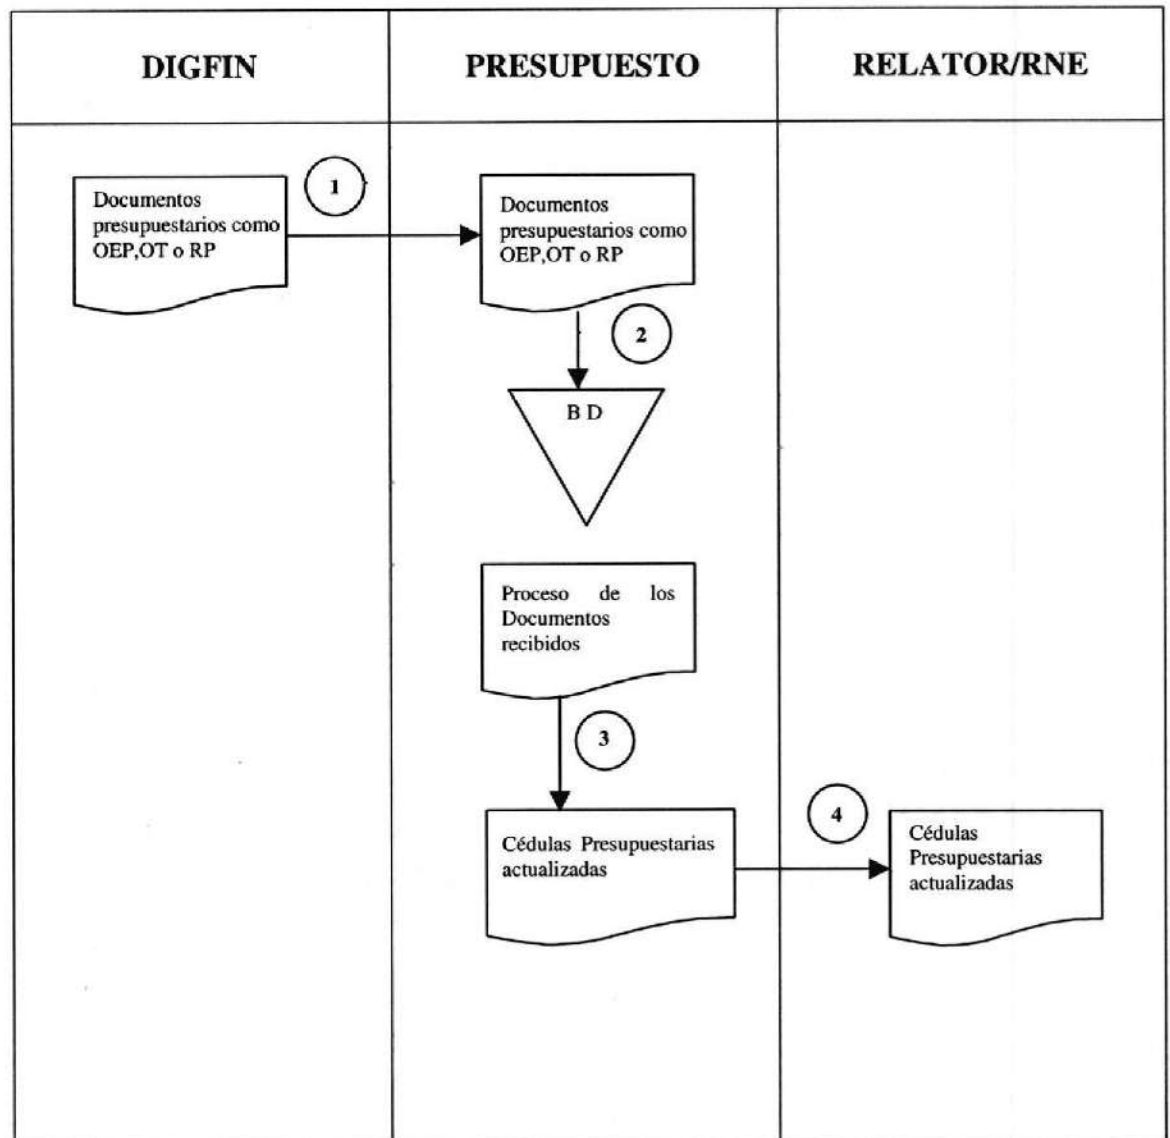 DIGFIN
PRESUPUESTO
RELATOR/RNE
Documentos
presupuestarios como
OEP,OT o RP
1
Documentos
presupuestarios como
OEP,OT o RP
2
B D
Proceso de los
Documentos
recibidos
3
Cédulas Presupuestarias
actualizadas
4
Cédulas
Presupuestarias
actualizadas